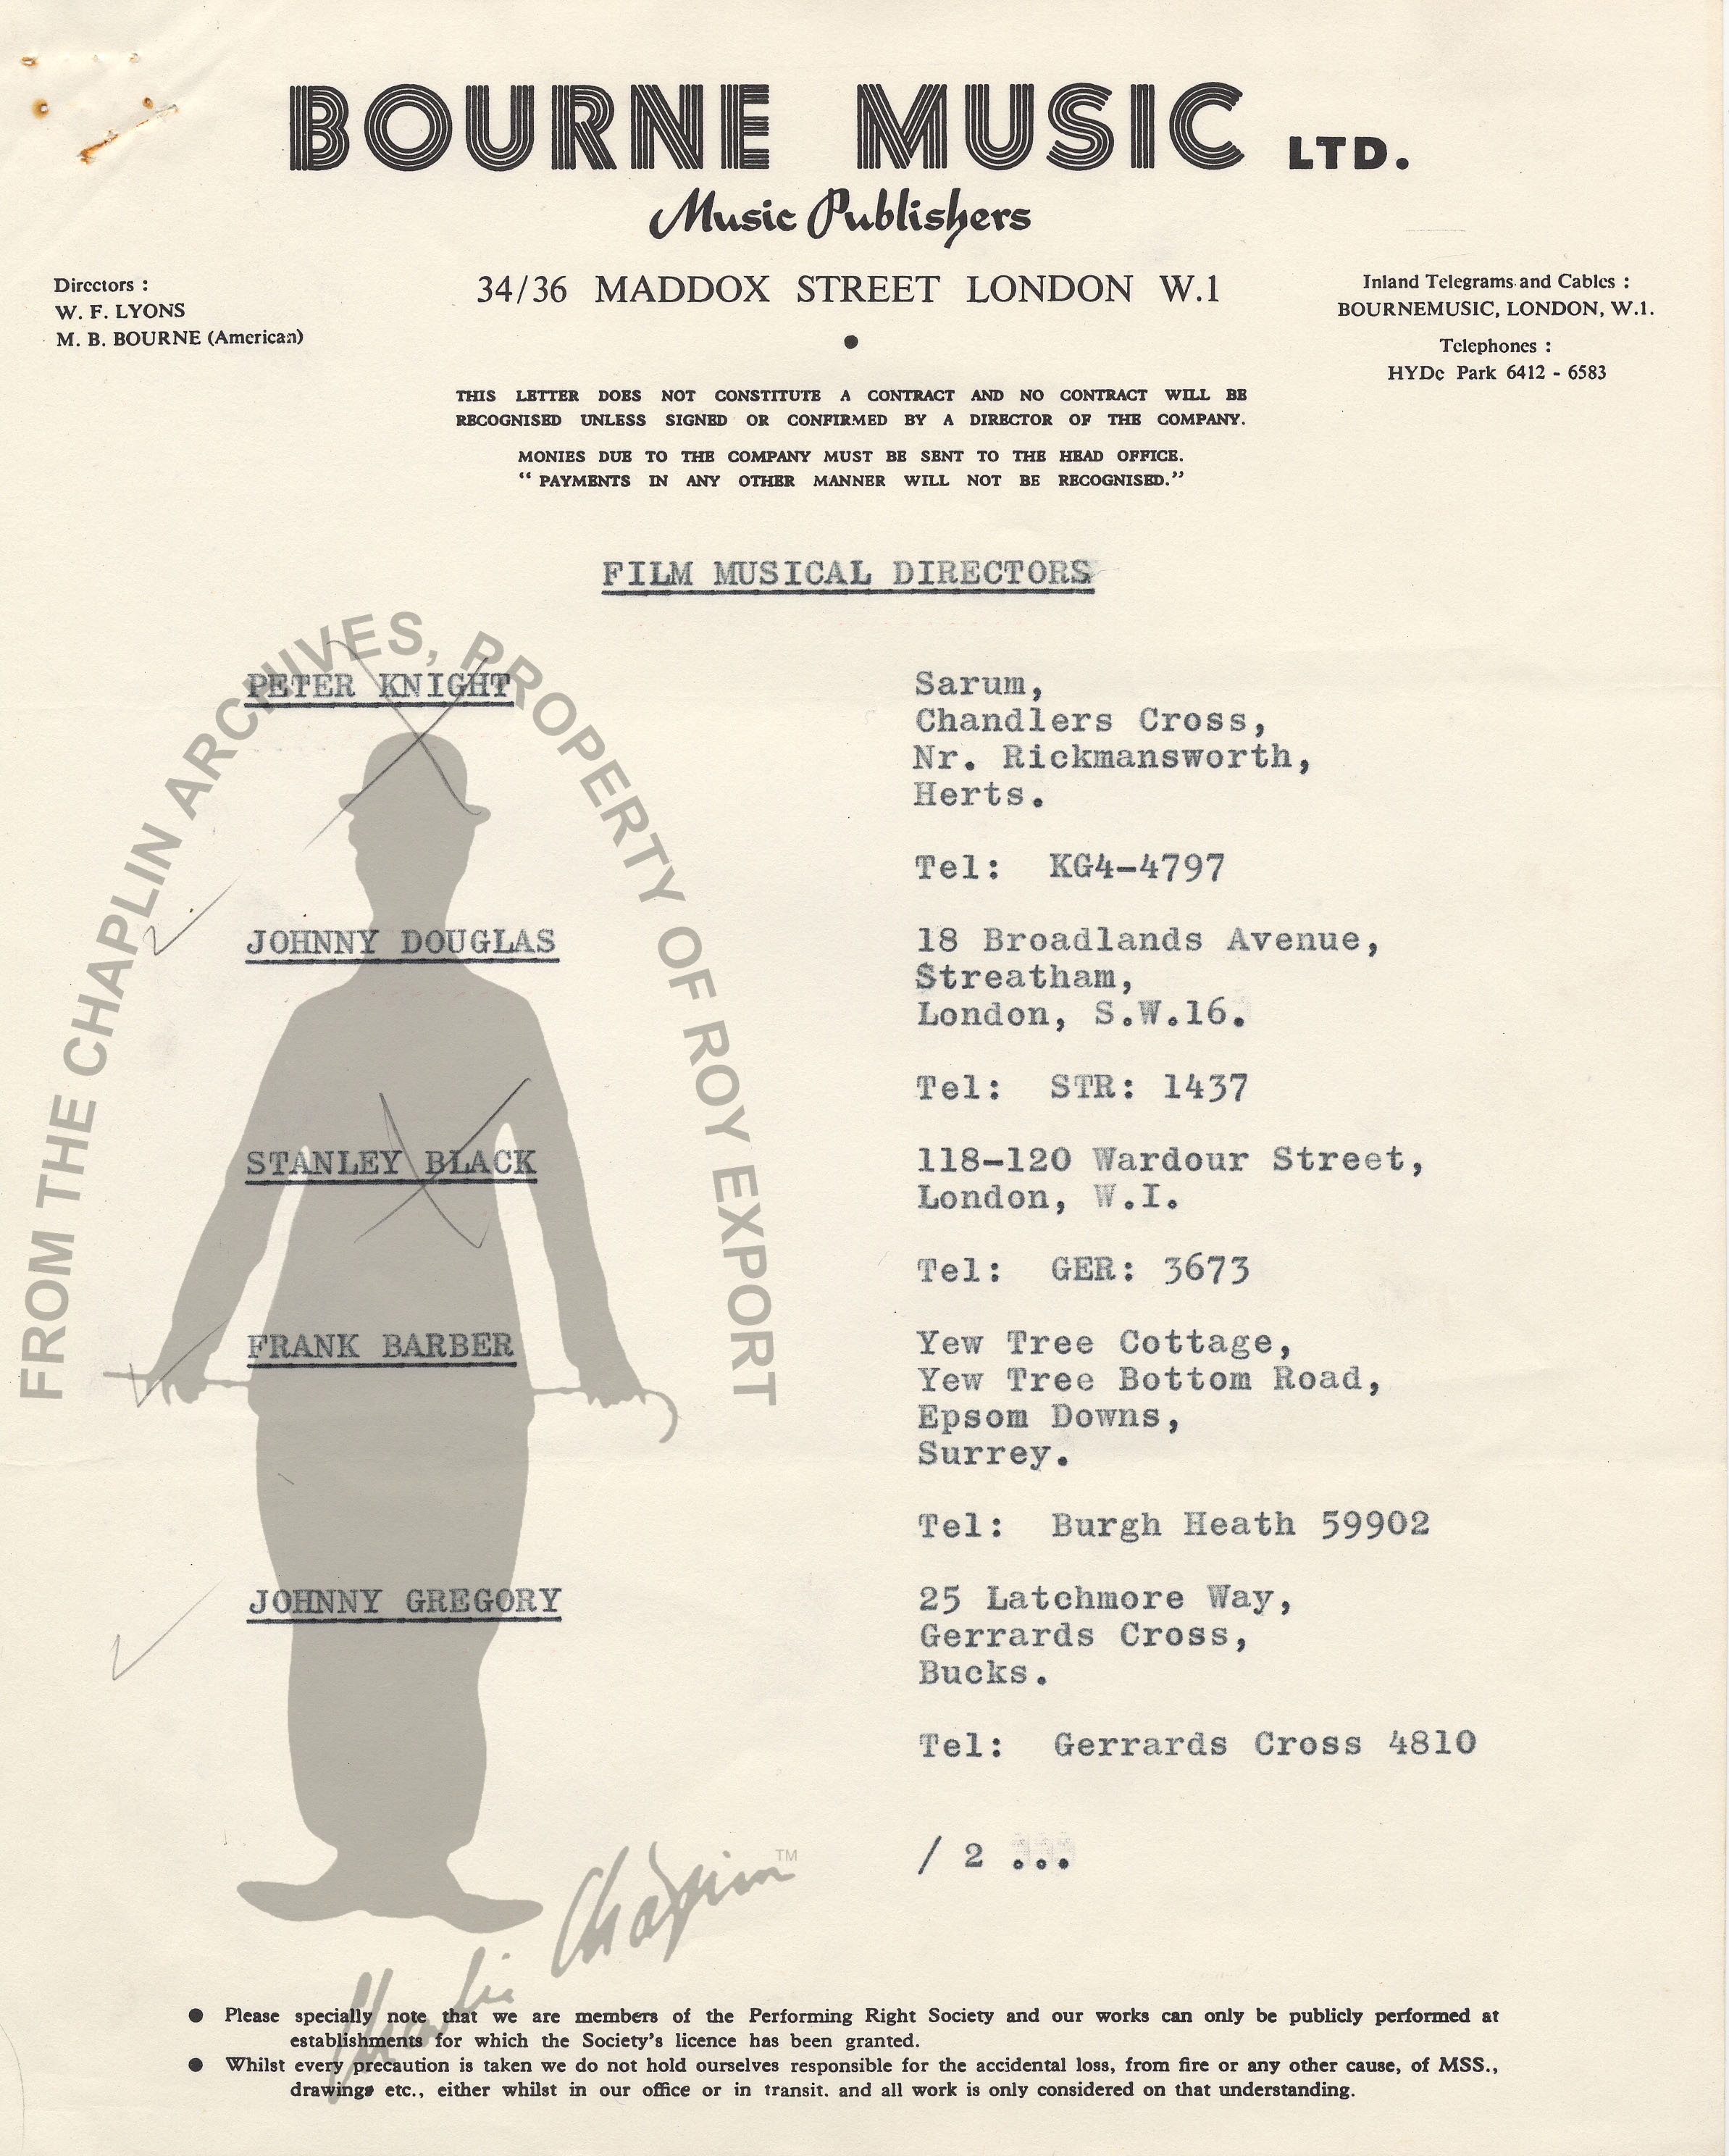 BOURNE MUSIC LTD.
Music Publishers
34/36 MADDOX STREET LONDON W.1
Directors :
W. F. LYONS
M. B. BOURNE (American)
Inland Telegrams and Cables :
BOURNEMUSIC, LONDON, W.1.
Telephones :
HYDe Park 6412 - 6583
THIS LETTER DOES NOT CONSTITUTE A CONTRACT AND NO CONTRACT WILL BE
RECOGNISED UNLESS SIGNED OR CONFIRMED BY A DIRECTOR OF THE COMPANY.
MONIES DUE TO THE COMPANY MUST BE SENT TO THE HEAD OFFICE.
“ PAYMENTS IN ANY OTHER MANNER WILL NOT BE RECOGNISED.”
FILM MUSICAL DIRECTORS
FROM THE CHAPLIN ARCHIVES, PROPERTY OF ROY EXPORT
PETER KNIGHT
Sarum,
Chandlers Cross,
Nr. Rickmansworth,
Herts.
Tel: KG4-4797
2.
JOHNNY DOUGLAS
18 Broadlands Avenue,
Streatham,
London, S.W.16.
Tel: STR: 1437
STANLEY BLACK
118-120 Wardour Street,
London, W.I.
Tel: GER: 3673
FRANK BARBER
Yew Tree Cottage,
Yew Tree Bottom Road,
Epsom Downs,
Surrey.
Tel: Burgh Heath 59902
JOHNNY GREGORY
25 Latchmore Way,
Gerrards Cross,
Bucks.
Tel: Gerrards Cross 4810
/ 2 ...
Charlie Chaplin TM
● Please specially note that we are members of the Performing Right Society and our works can only be publicly performed at
establishments for which the Society's licence has been granted.
● Whilst every precaution is taken we do not hold ourselves responsible for the accidental loss, from fire or any other cause, of MSS.,
drawings etc., either whilst in our office or in transit. and all work is only considered on that understanding.